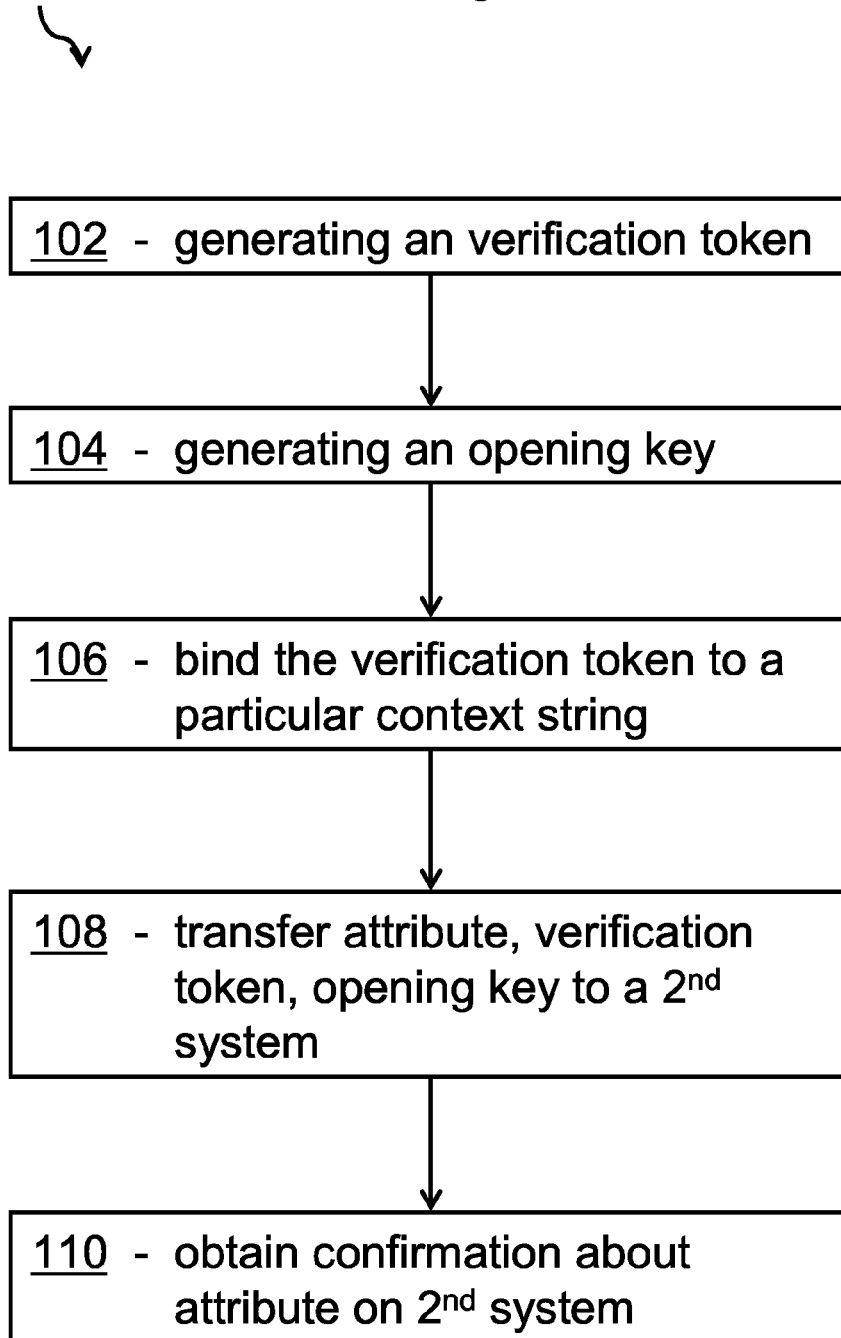 102 - generating an verification token
104 - generating an opening key
106 - bind the verification token to a
particular context string
108 - transfer attribute, verification
token, opening key to a 2nd
system
110 - obtain confirmation about
attribute on 2nd system